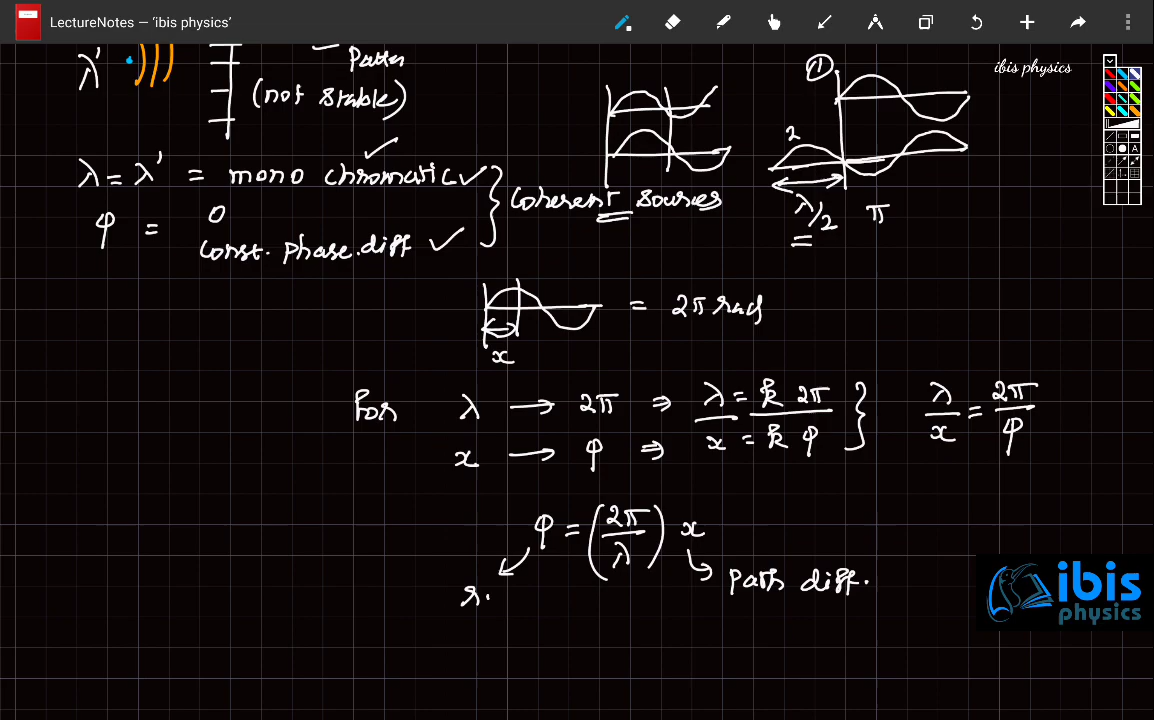 LectureNotes — 'ibis physics'
ibis physics
λ'
Path
(not stable)
①
2
λ = λ' = mono chromatic ✓
φ = 0
const. phase. diff ✓
Coherent Sources
λ/2 π
= 2π rad
x
For λ → 2π ⇒ λ = k 2π
x → φ ⇒ x = k φ
λ/x = 2π/φ
φ = (2π/λ) x
Path diff.
ibis
physics